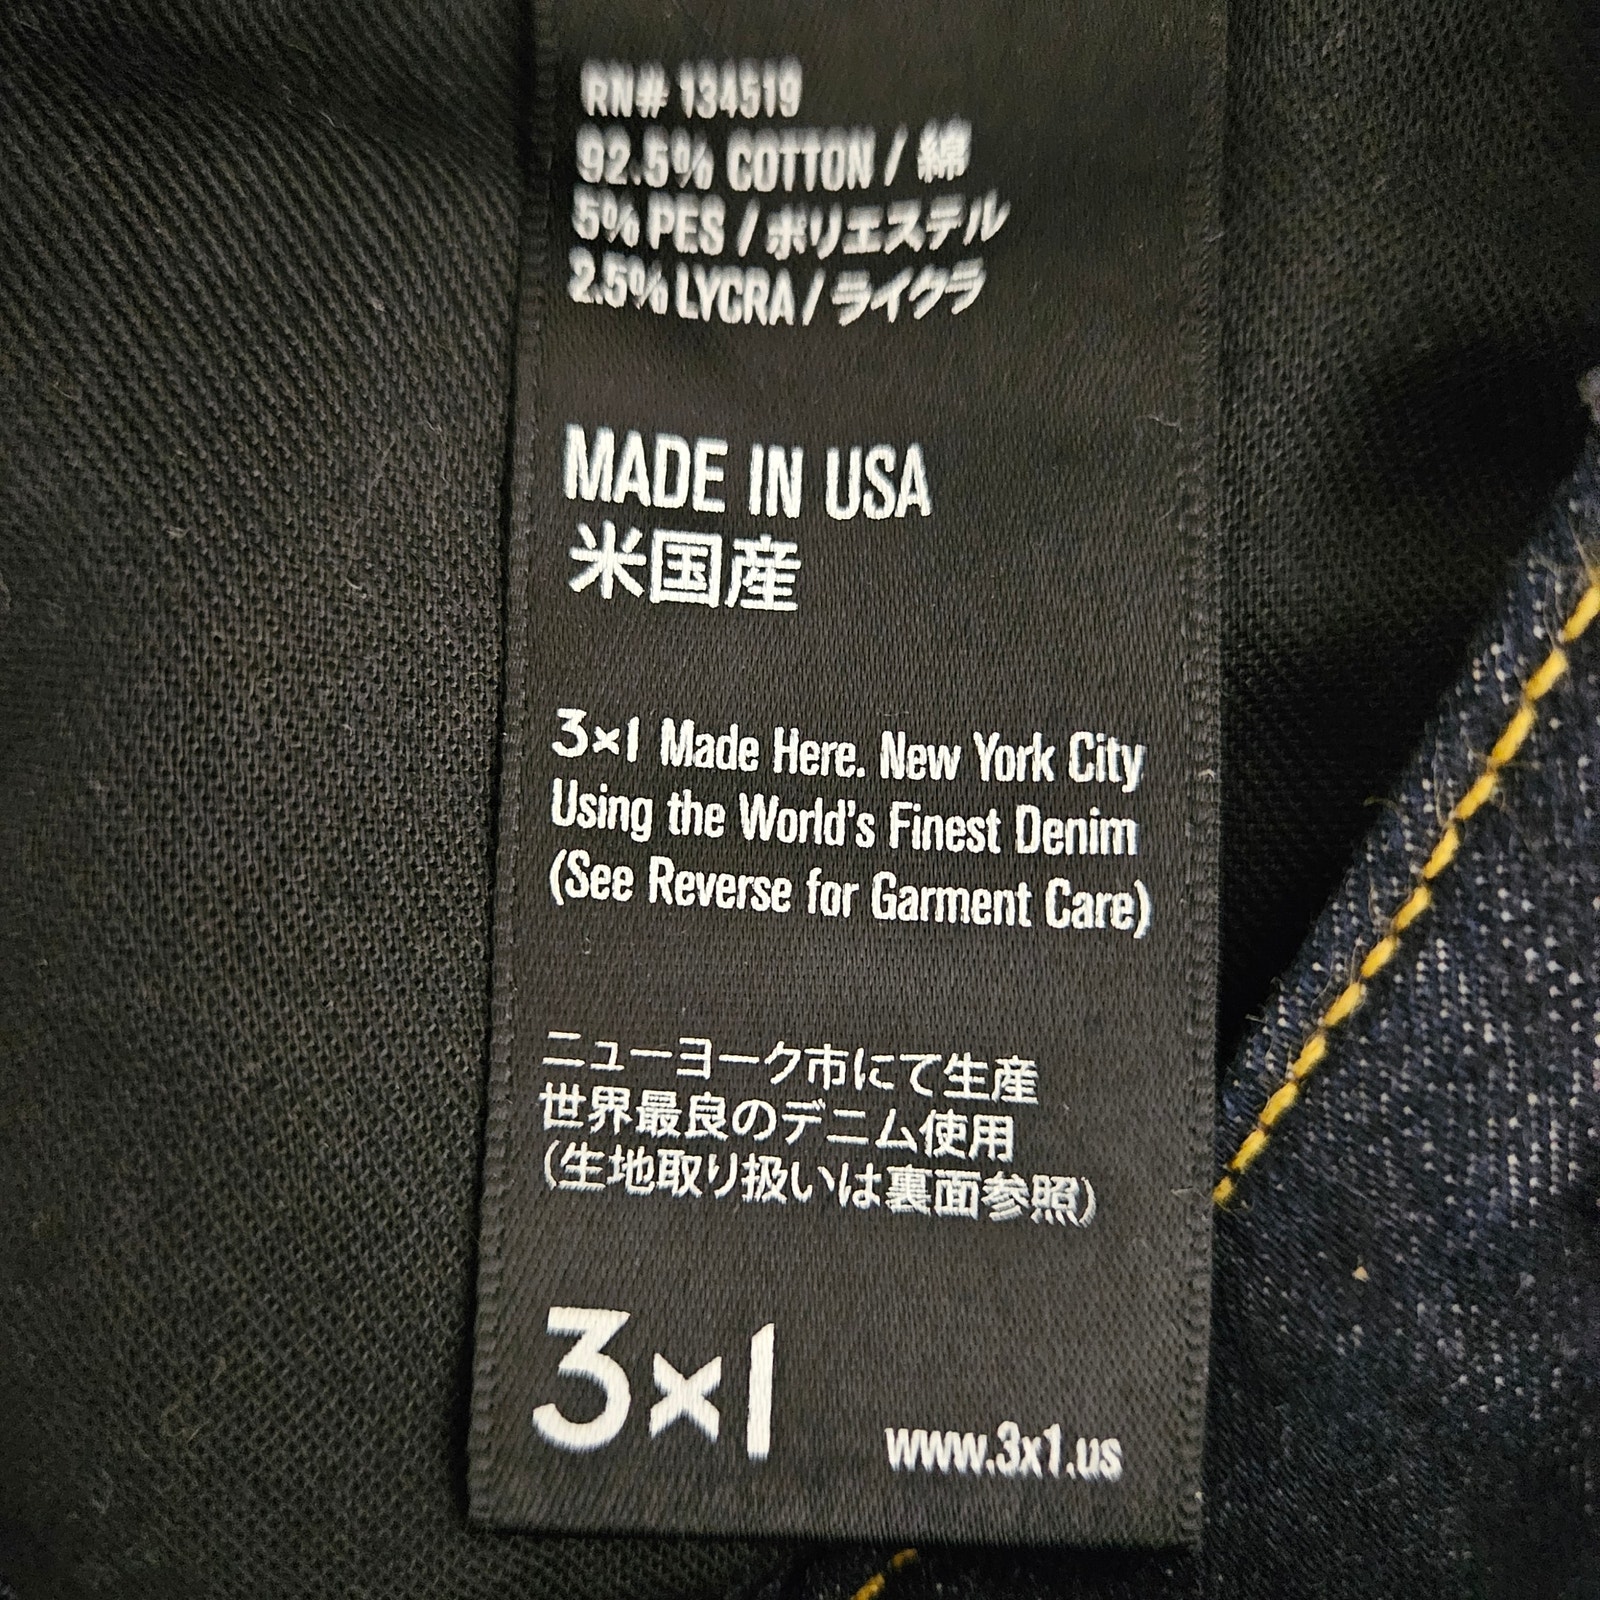 RN# 134519
92.5% COTTON / 綿
5% PES / ポリエステル
2.5% LYCRA / ライクラ
MADE IN USA
米国産
3×1 Made Here. New York City
Using the World's Finest Denim
(See Reverse for Garment Care)
ニューヨーク市にて生産
世界最良のデニム使用
(生地取り扱いは裏面参照)
3×1
www.3x1.us